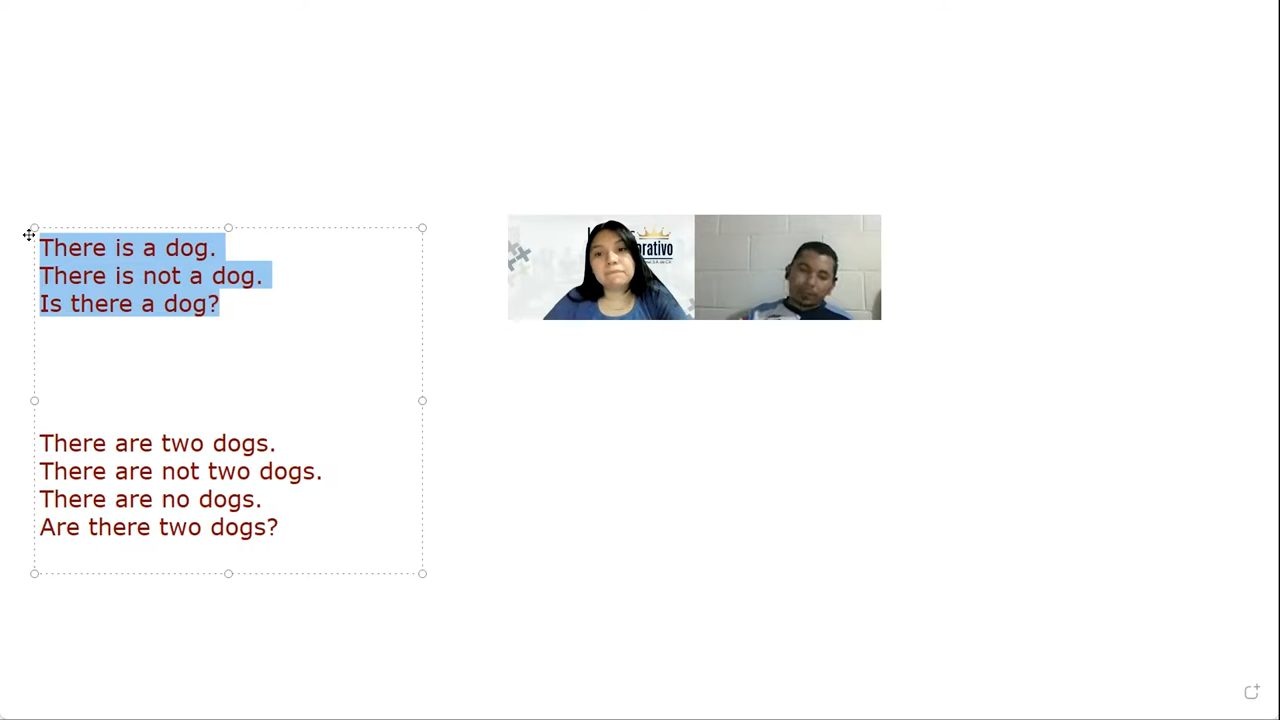 There is a dog.
There is not a dog.
Is there a dog?
There are two dogs.
There are not two dogs.
There are no dogs.
Are there two dogs?